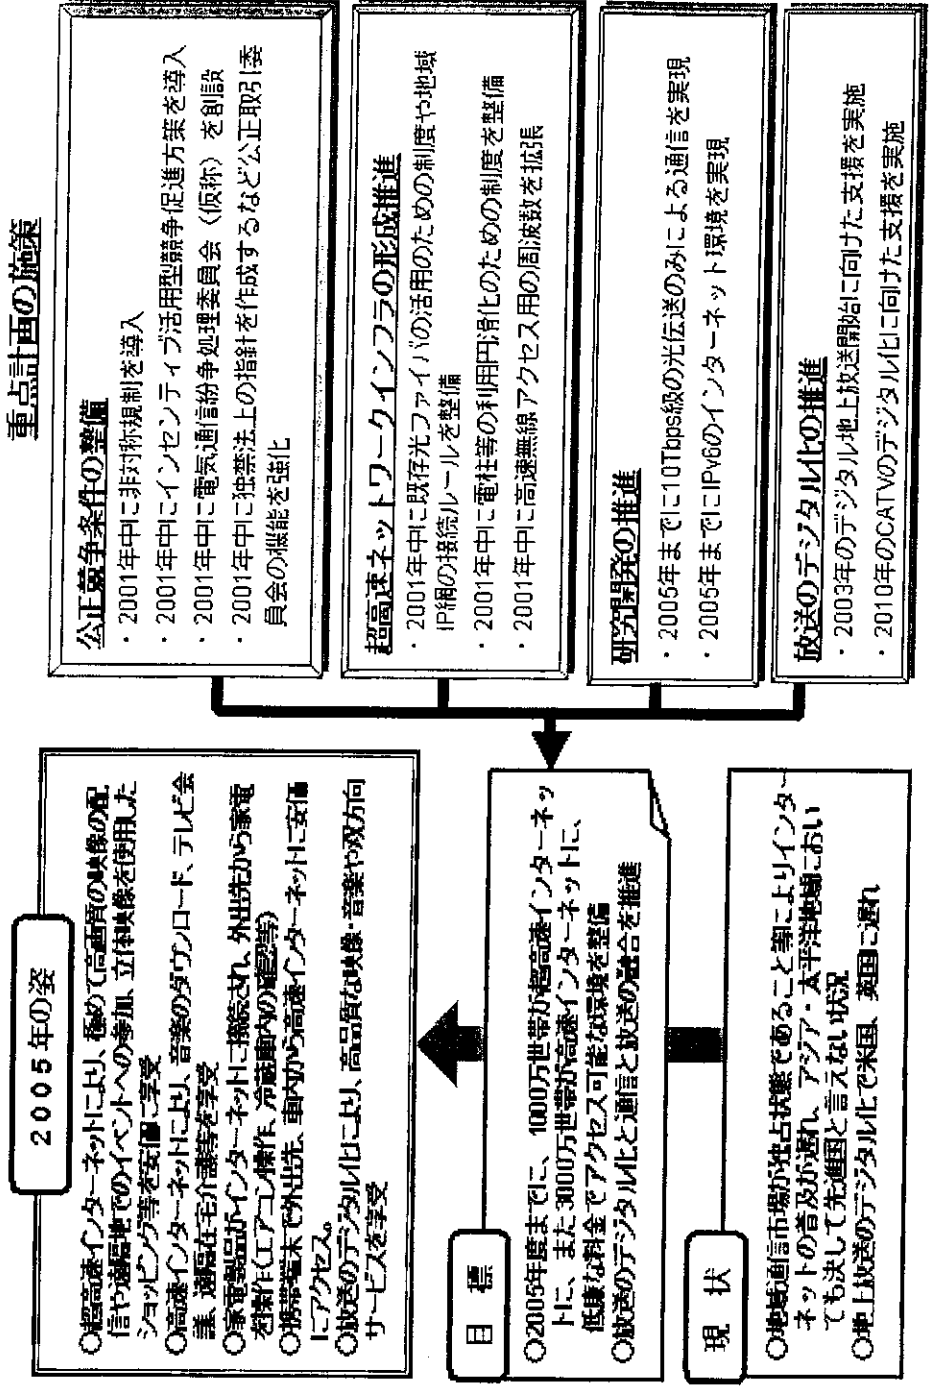 重点計画の施策
2005年の姿
○超高速インターネットにより、極めて高画質の映像の配
信や遠隔地でのイベントへの参加、立体映像を使用した
ショッピング等を安価に享受
○高速インターネットにより、音楽のダウンロード、テレビ会
議、遠隔在宅介護等を享受
○家電製品がインターネットに接続され、外出先から家電
を操作(エアコン操作、冷蔵庫内の確認等)
○携帯端末で外出先、車内から高速インターネットに安価
にアクセス。
○放送のデジタル化により、高品質な映像・音楽や双方向
サービスを享受
目 標
○2005年度までに、1000万世帯が超高速インターネッ
トに、また3000万世帯が高速インターネットに、
低廉な料金でアクセス可能な環境を整備
○放送のデジタル化と通信と放送の融合を推進
現 状
○地域通信市場が独占状態であること等によりインター
ネットの普及が遅れ、アジア・太平洋地域におい
ても決して先進国と言えない状況
○地上放送のデジタル化で米国、英国に遅れ
公正競争条件の整備
・2001年中に非対称規制を導入
・2001年中にインセンティブ活用型競争促進方策を導入
・2001年中に電気通信紛争処理委員会(仮称)を創設
・2001年中に独禁法上の指針を作成するなど公正取引委
員会の機能を強化
超高速ネットワークインフラの形成推進
・2001年中に既存光ファイバの活用のための制度や地域
IP網の接続ルールを整備
・2001年中に電柱等の利用円滑化のための制度を整備
・2001年中に高速無線アクセス用の周波数を拡張
研究開発の推進
・2005年までに10Tbps級の光伝送のみによる通信を実現
・2005年までにIPv6のインターネット環境を実現
放送のデジタル化の推進
・2003年のデジタル地上放送開始に向けた支援を実施
・2010年のCATVのデジタル化に向けた支援を実施